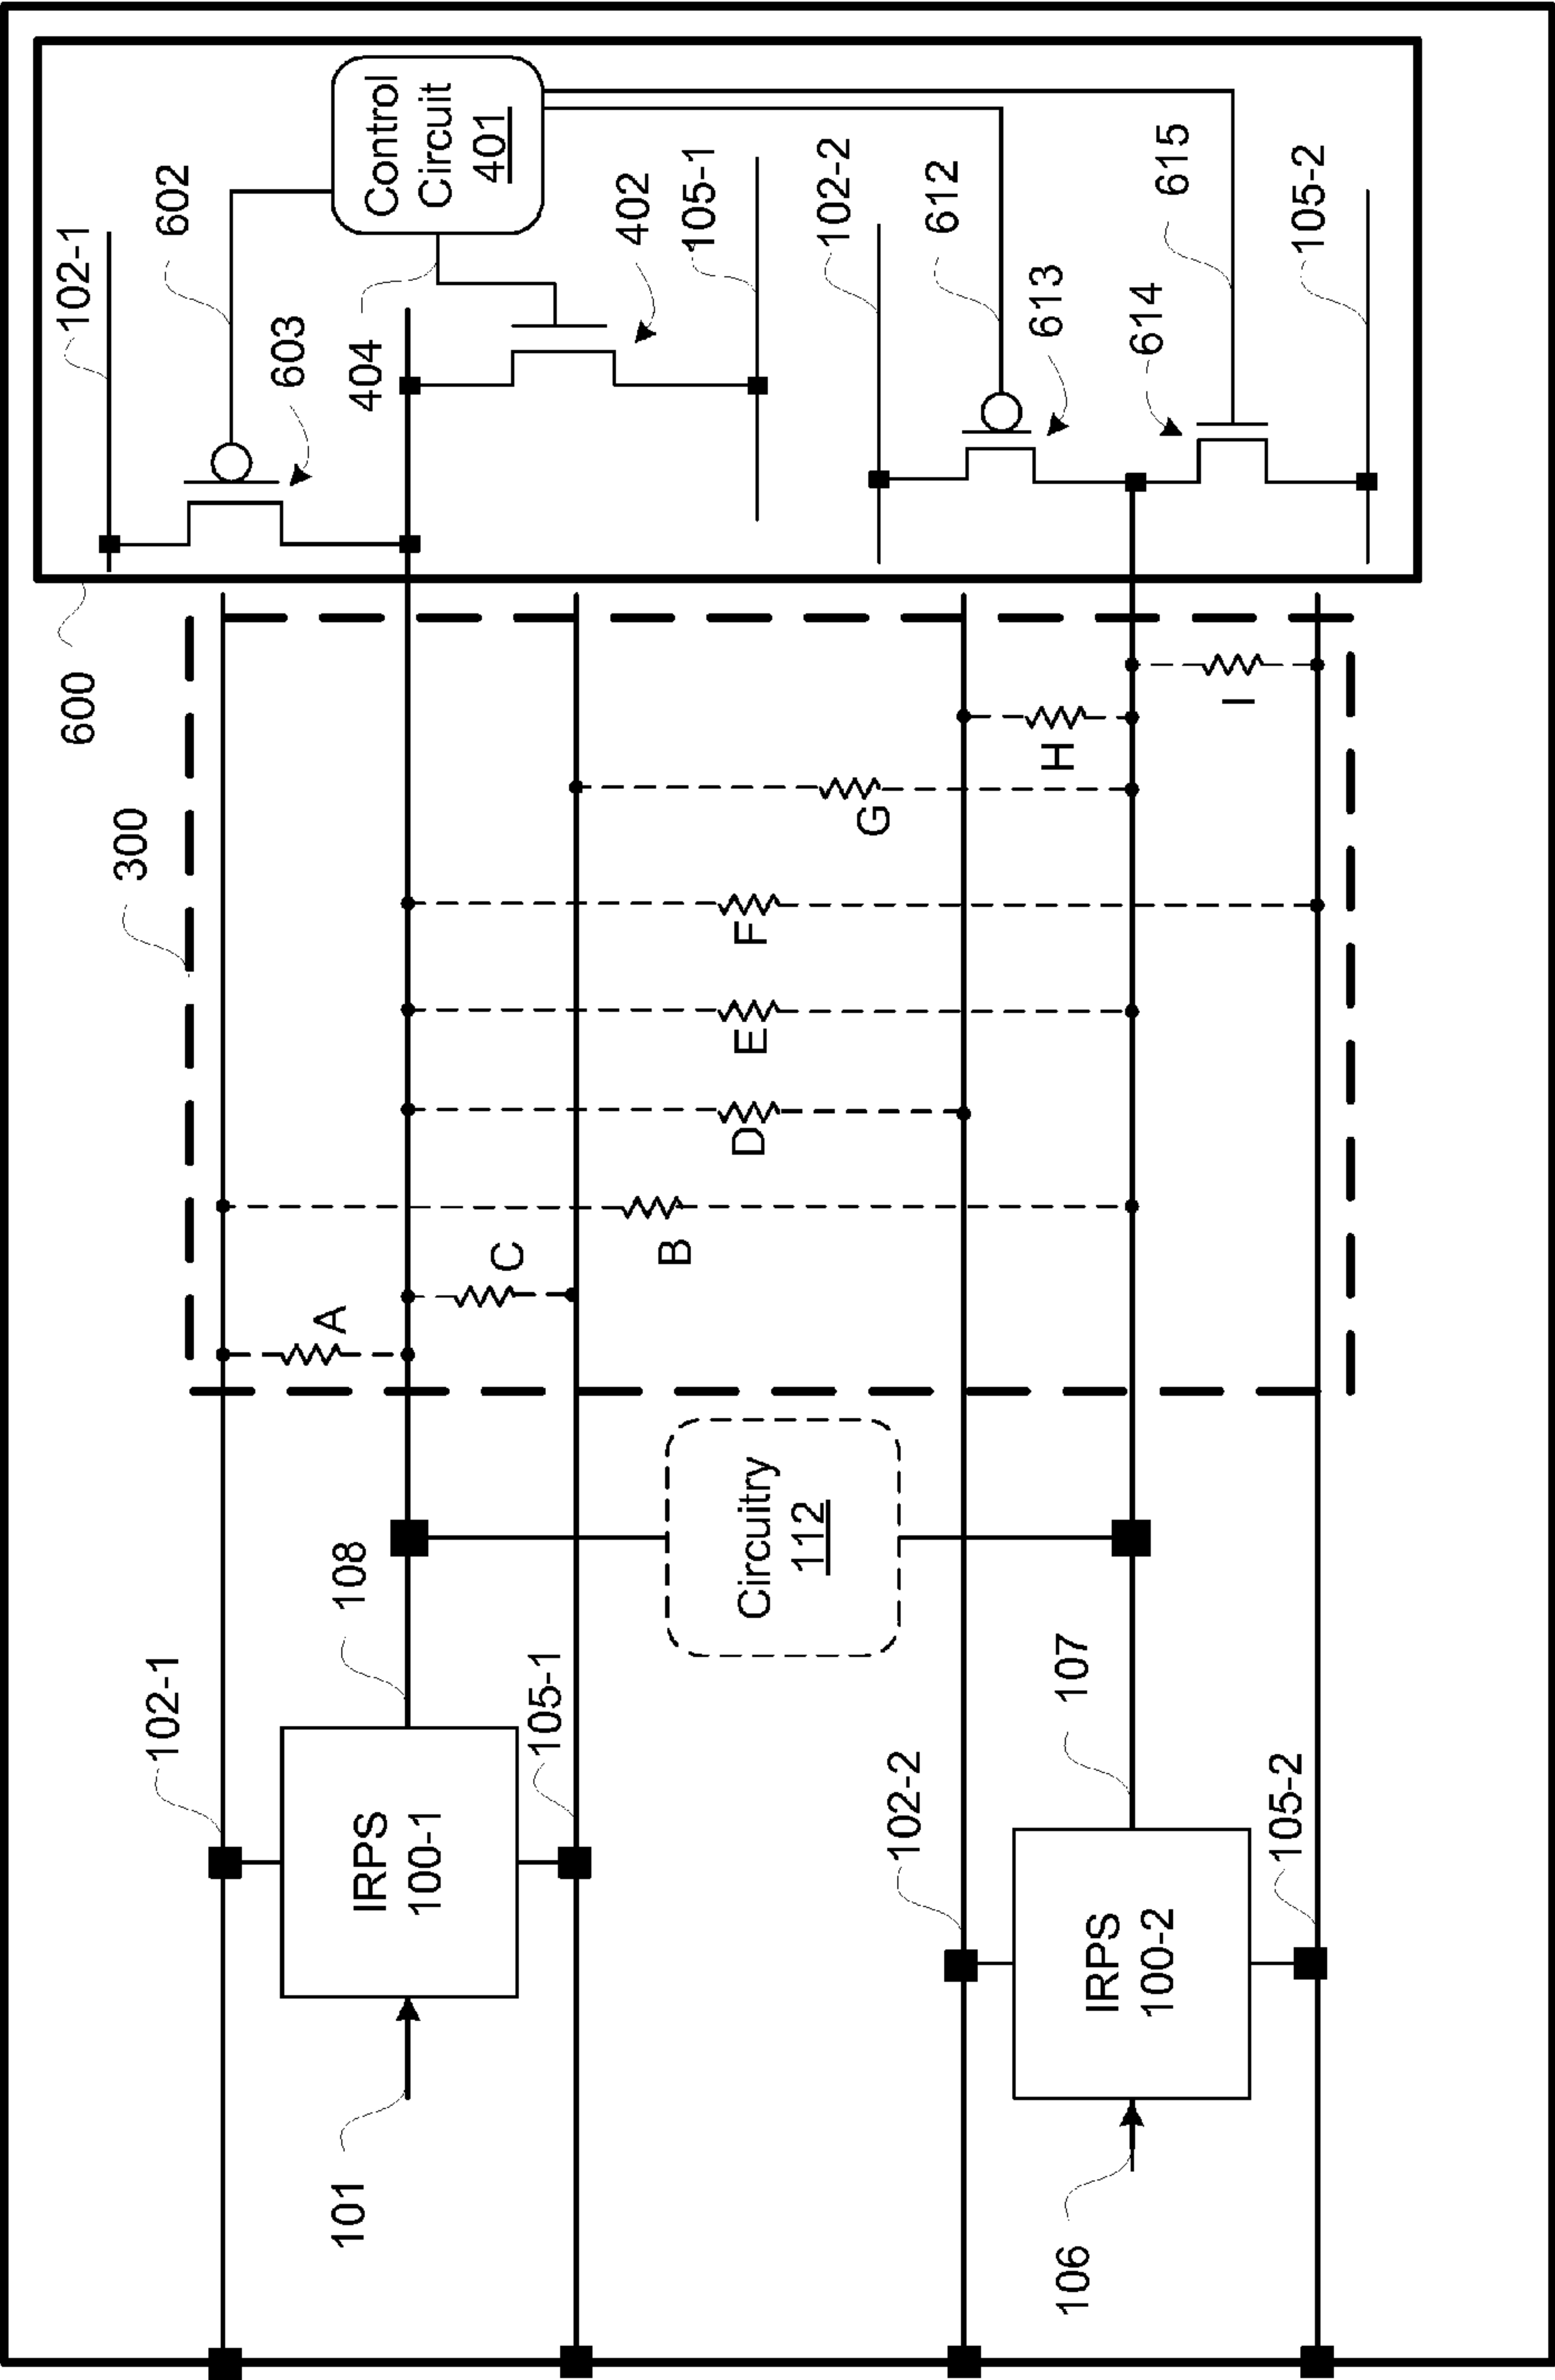 600
102-1
602
603
Control
Circuit
401
404
402
105-1
102-2
612
613
615
614
105-2
300
A
C
B
D
E
F
G
H
I
102-1
108
105-1
Circuitry
112
101
IRPS
100-1
102-2
107
105-2
106
IRPS
100-2